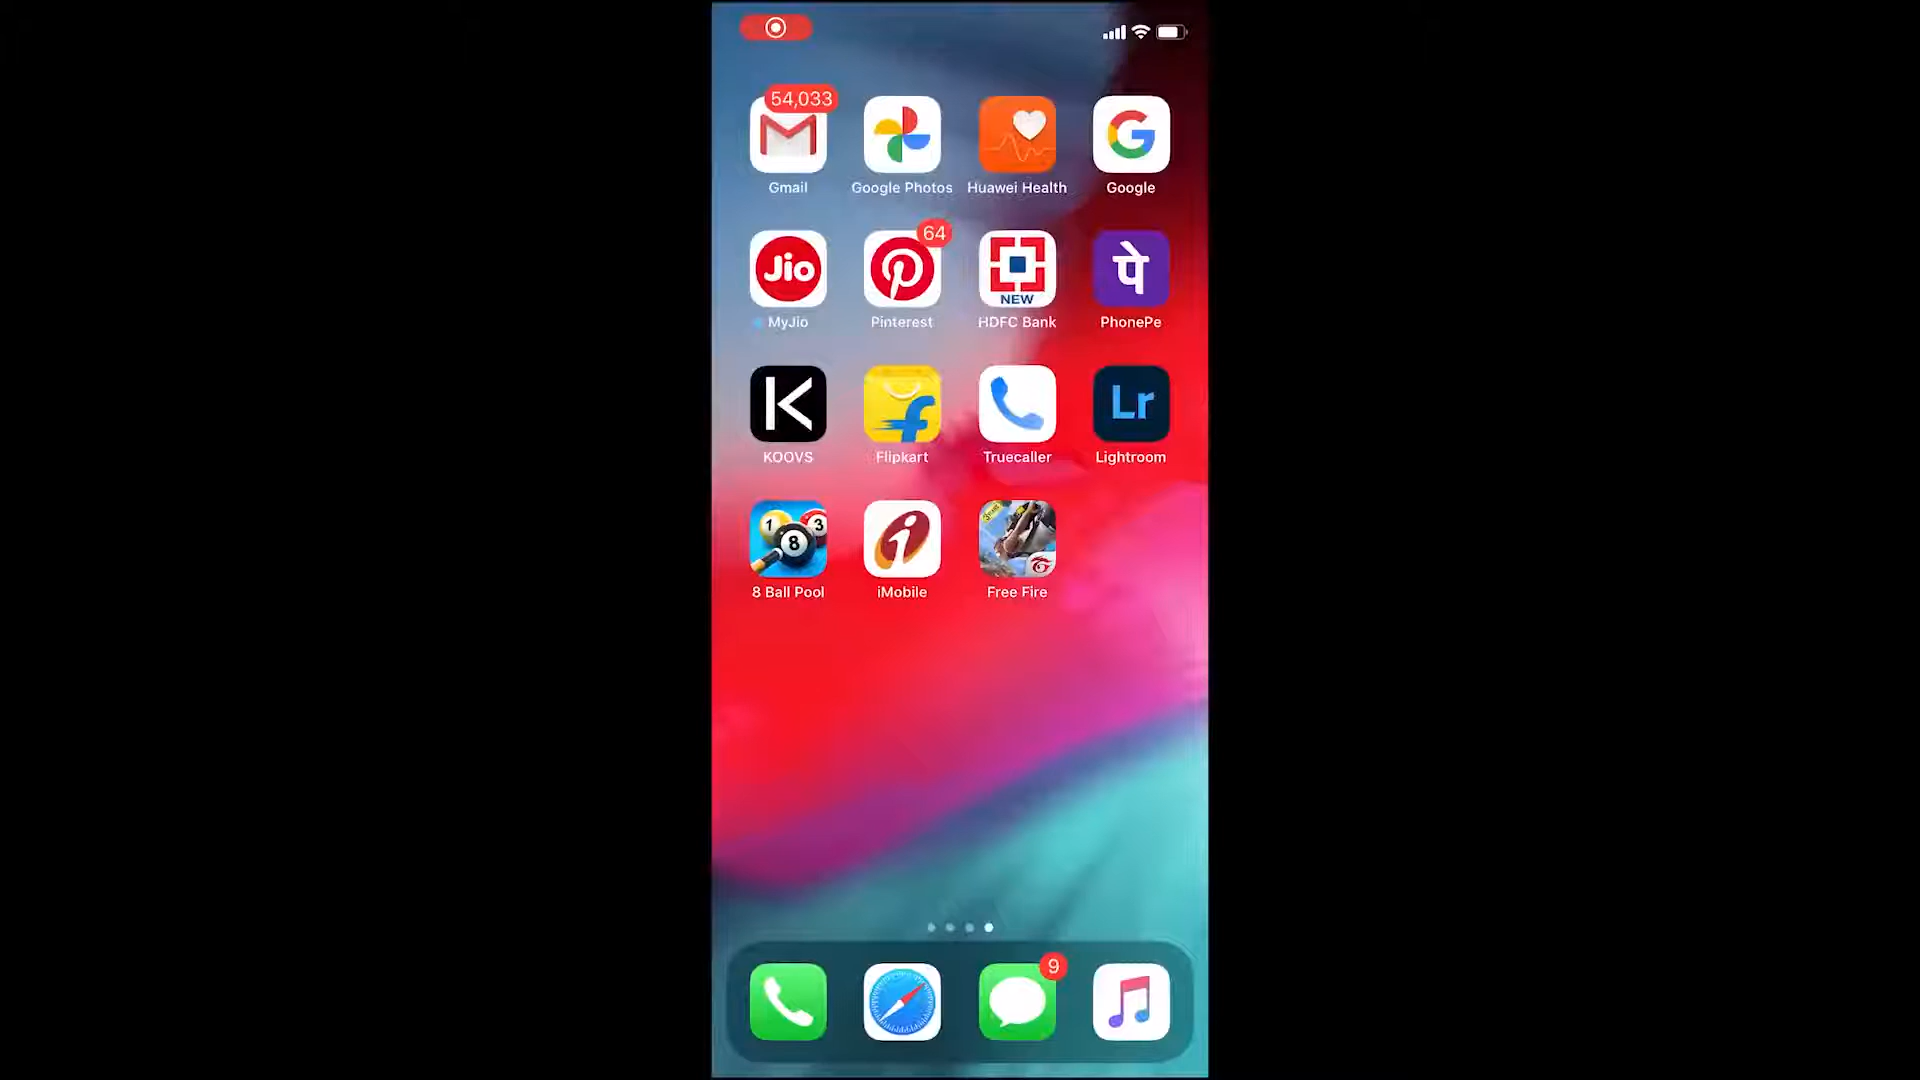 54,033
Gmail
Google Photos
Huawei Health
Google
Jio
64
NEW
पे
MyJio
Pinterest
HDFC Bank
PhonePe
Lr
KOOVS
Flipkart
Truecaller
Lightroom
1
3
8
8 Ball Pool
iMobile
Free Fire
9